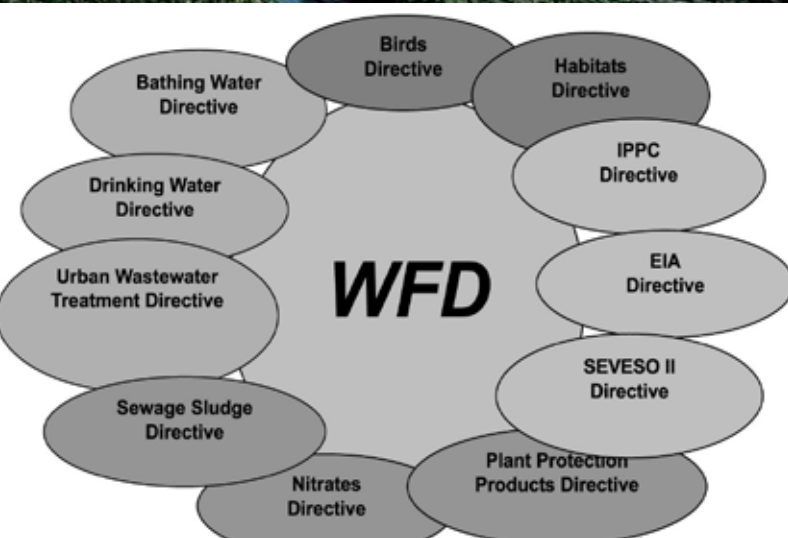 Birds
Directive
Habitats
Directive
Bathing Water
Directive
IPPC
Directive
Drinking Water
Directive
EIA
Directive
Urban Wastewater
Treatment Directive
WFD
SEVESO II
Directive
Sewage Sludge
Directive
Plant Protection
Products Directive
Nitrates
Directive